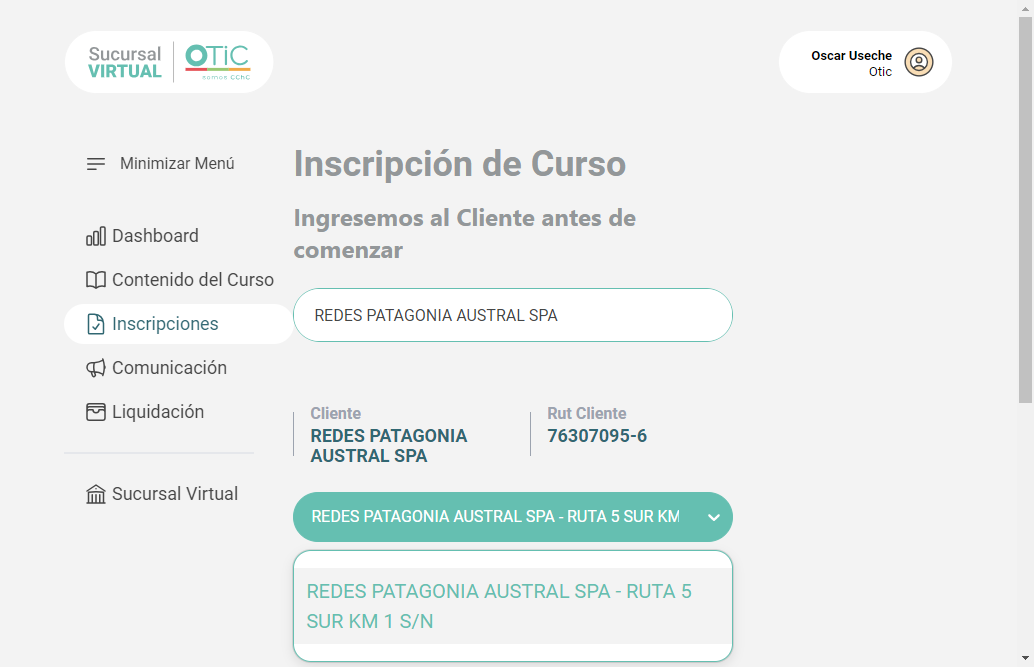 Sucursal
VIRTUAL
OTIC
somos CChC
Oscar Useche
Otic
Minimizar Menú
Dashboard
Contenido del Curso
Inscripciones
Comunicación
Liquidación
Sucursal Virtual
Inscripción de Curso
Ingresemos al Cliente antes de
comenzar
REDES PATAGONIA AUSTRAL SPA
Cliente
REDES PATAGONIA
AUSTRAL SPA
Rut Cliente
76307095-6
REDES PATAGONIA AUSTRAL SPA - RUTA 5 SUR KM
REDES PATAGONIA AUSTRAL SPA - RUTA 5
SUR KM 1 S/N